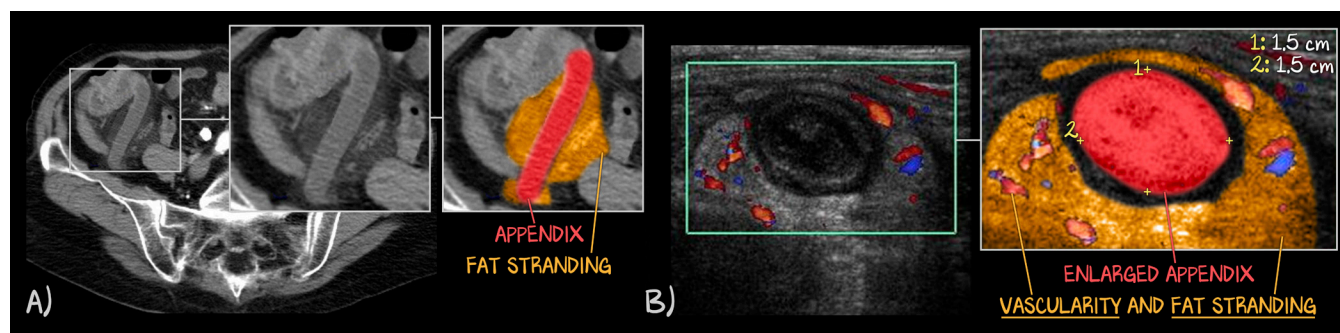 APPENDIX
FAT STRANDING
A)
1: 1.5 cm
2: 1.5 cm
1
2
ENLARGED APPENDIX
VASCULARITY AND FAT STRANDING
B)